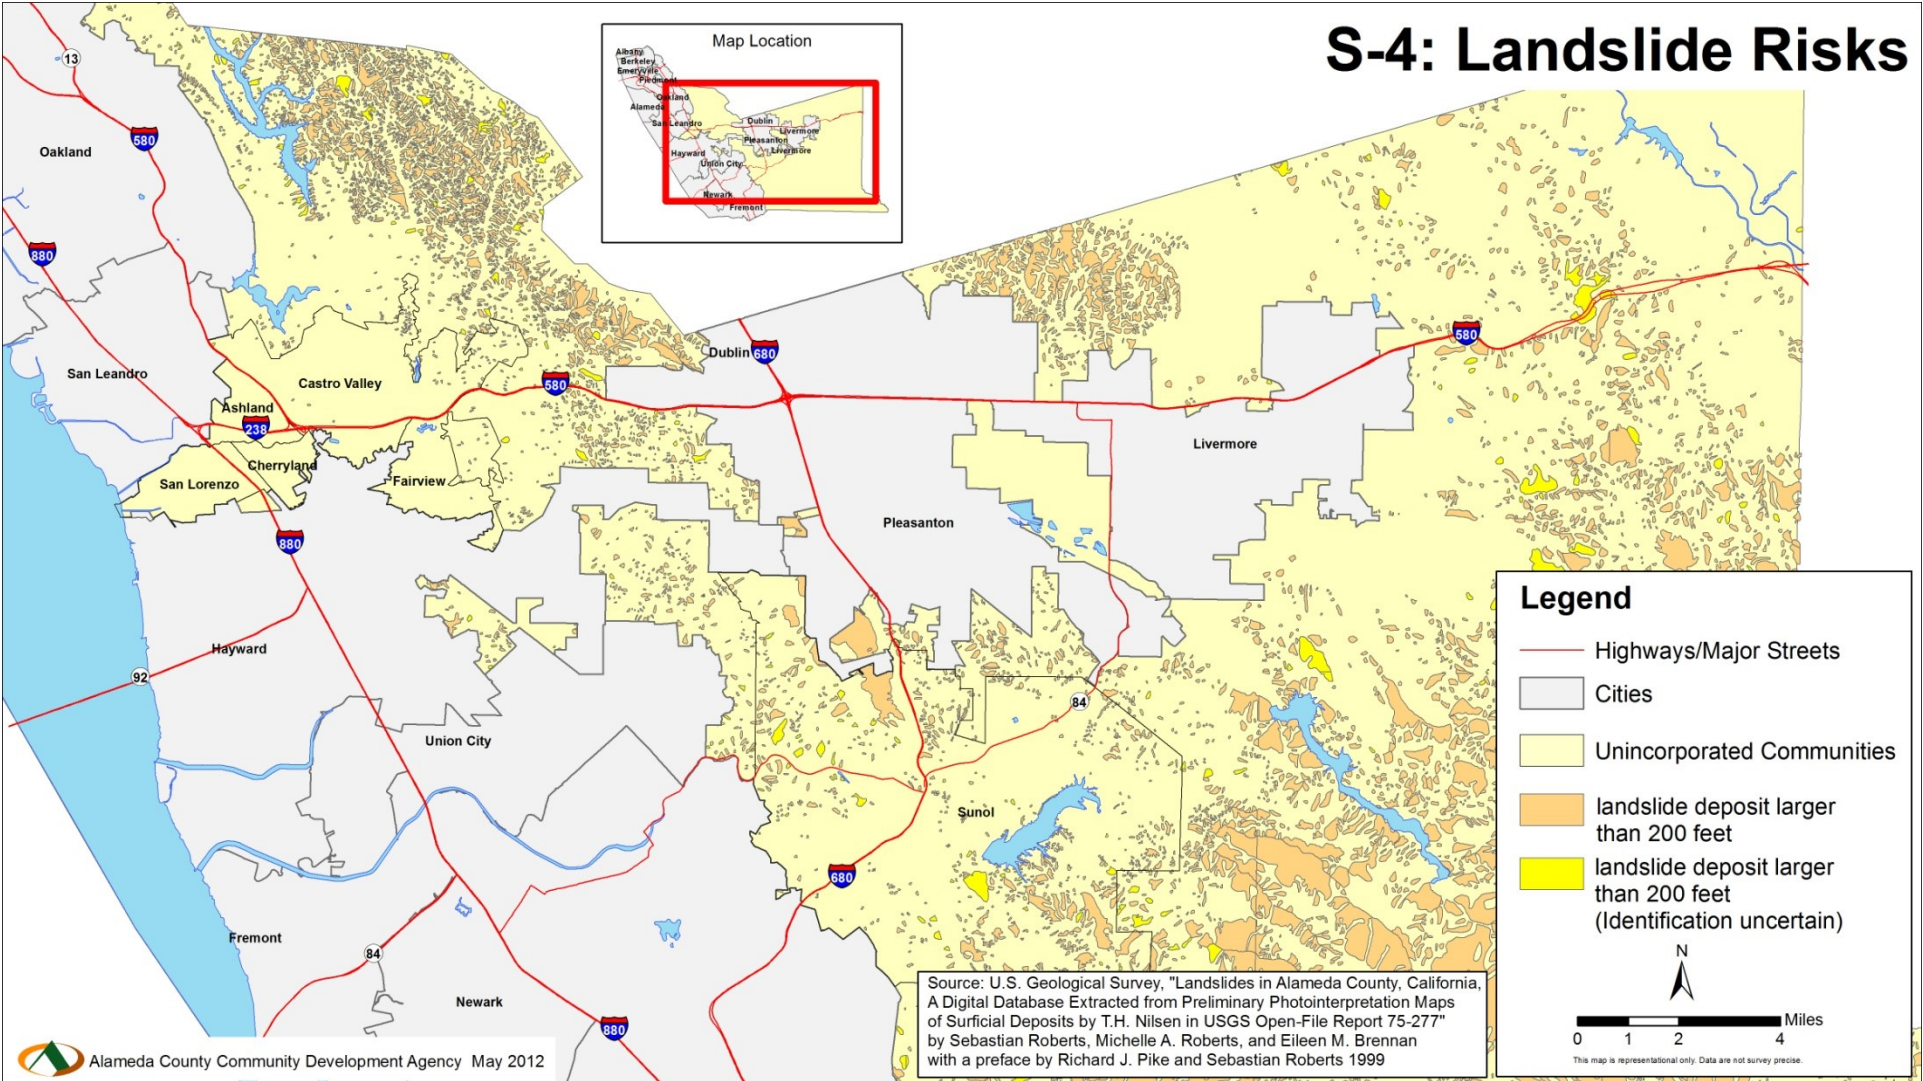 S-4: Landslide Risks
Map Location
Albany
Berkeley
Emeryville
Piedmont
Oakland
Alameda
San Leandro
Dublin
Livermore
Pleasanton
Livermore
Hayward
Union City
Newark
Fremont
13
580
Oakland
880
580
San Leandro
Dublin
680
Castro Valley
580
Ashland
238
Livermore
Cherryland
San Lorenzo
Fairview
Pleasanton
880
Hayward
92
84
Union City
Sunol
680
Fremont
84
Newark
880
Legend
Highways/Major Streets
Cities
Unincorporated Communities
landslide deposit larger
than 200 feet
landslide deposit larger
than 200 feet
(Identification uncertain)
N
Miles
0 1 2 4
This map is representational only. Data are not survey precise.
Source: U.S. Geological Survey, "Landslides in Alameda County, California,
A Digital Database Extracted from Preliminary Photointerpretation Maps
of Surficial Deposits by T.H. Nilsen in USGS Open-File Report 75-277"
by Sebastian Roberts, Michelle A. Roberts, and Eileen M. Brennan
with a preface by Richard J. Pike and Sebastian Roberts 1999
Alameda County Community Development Agency May 2012